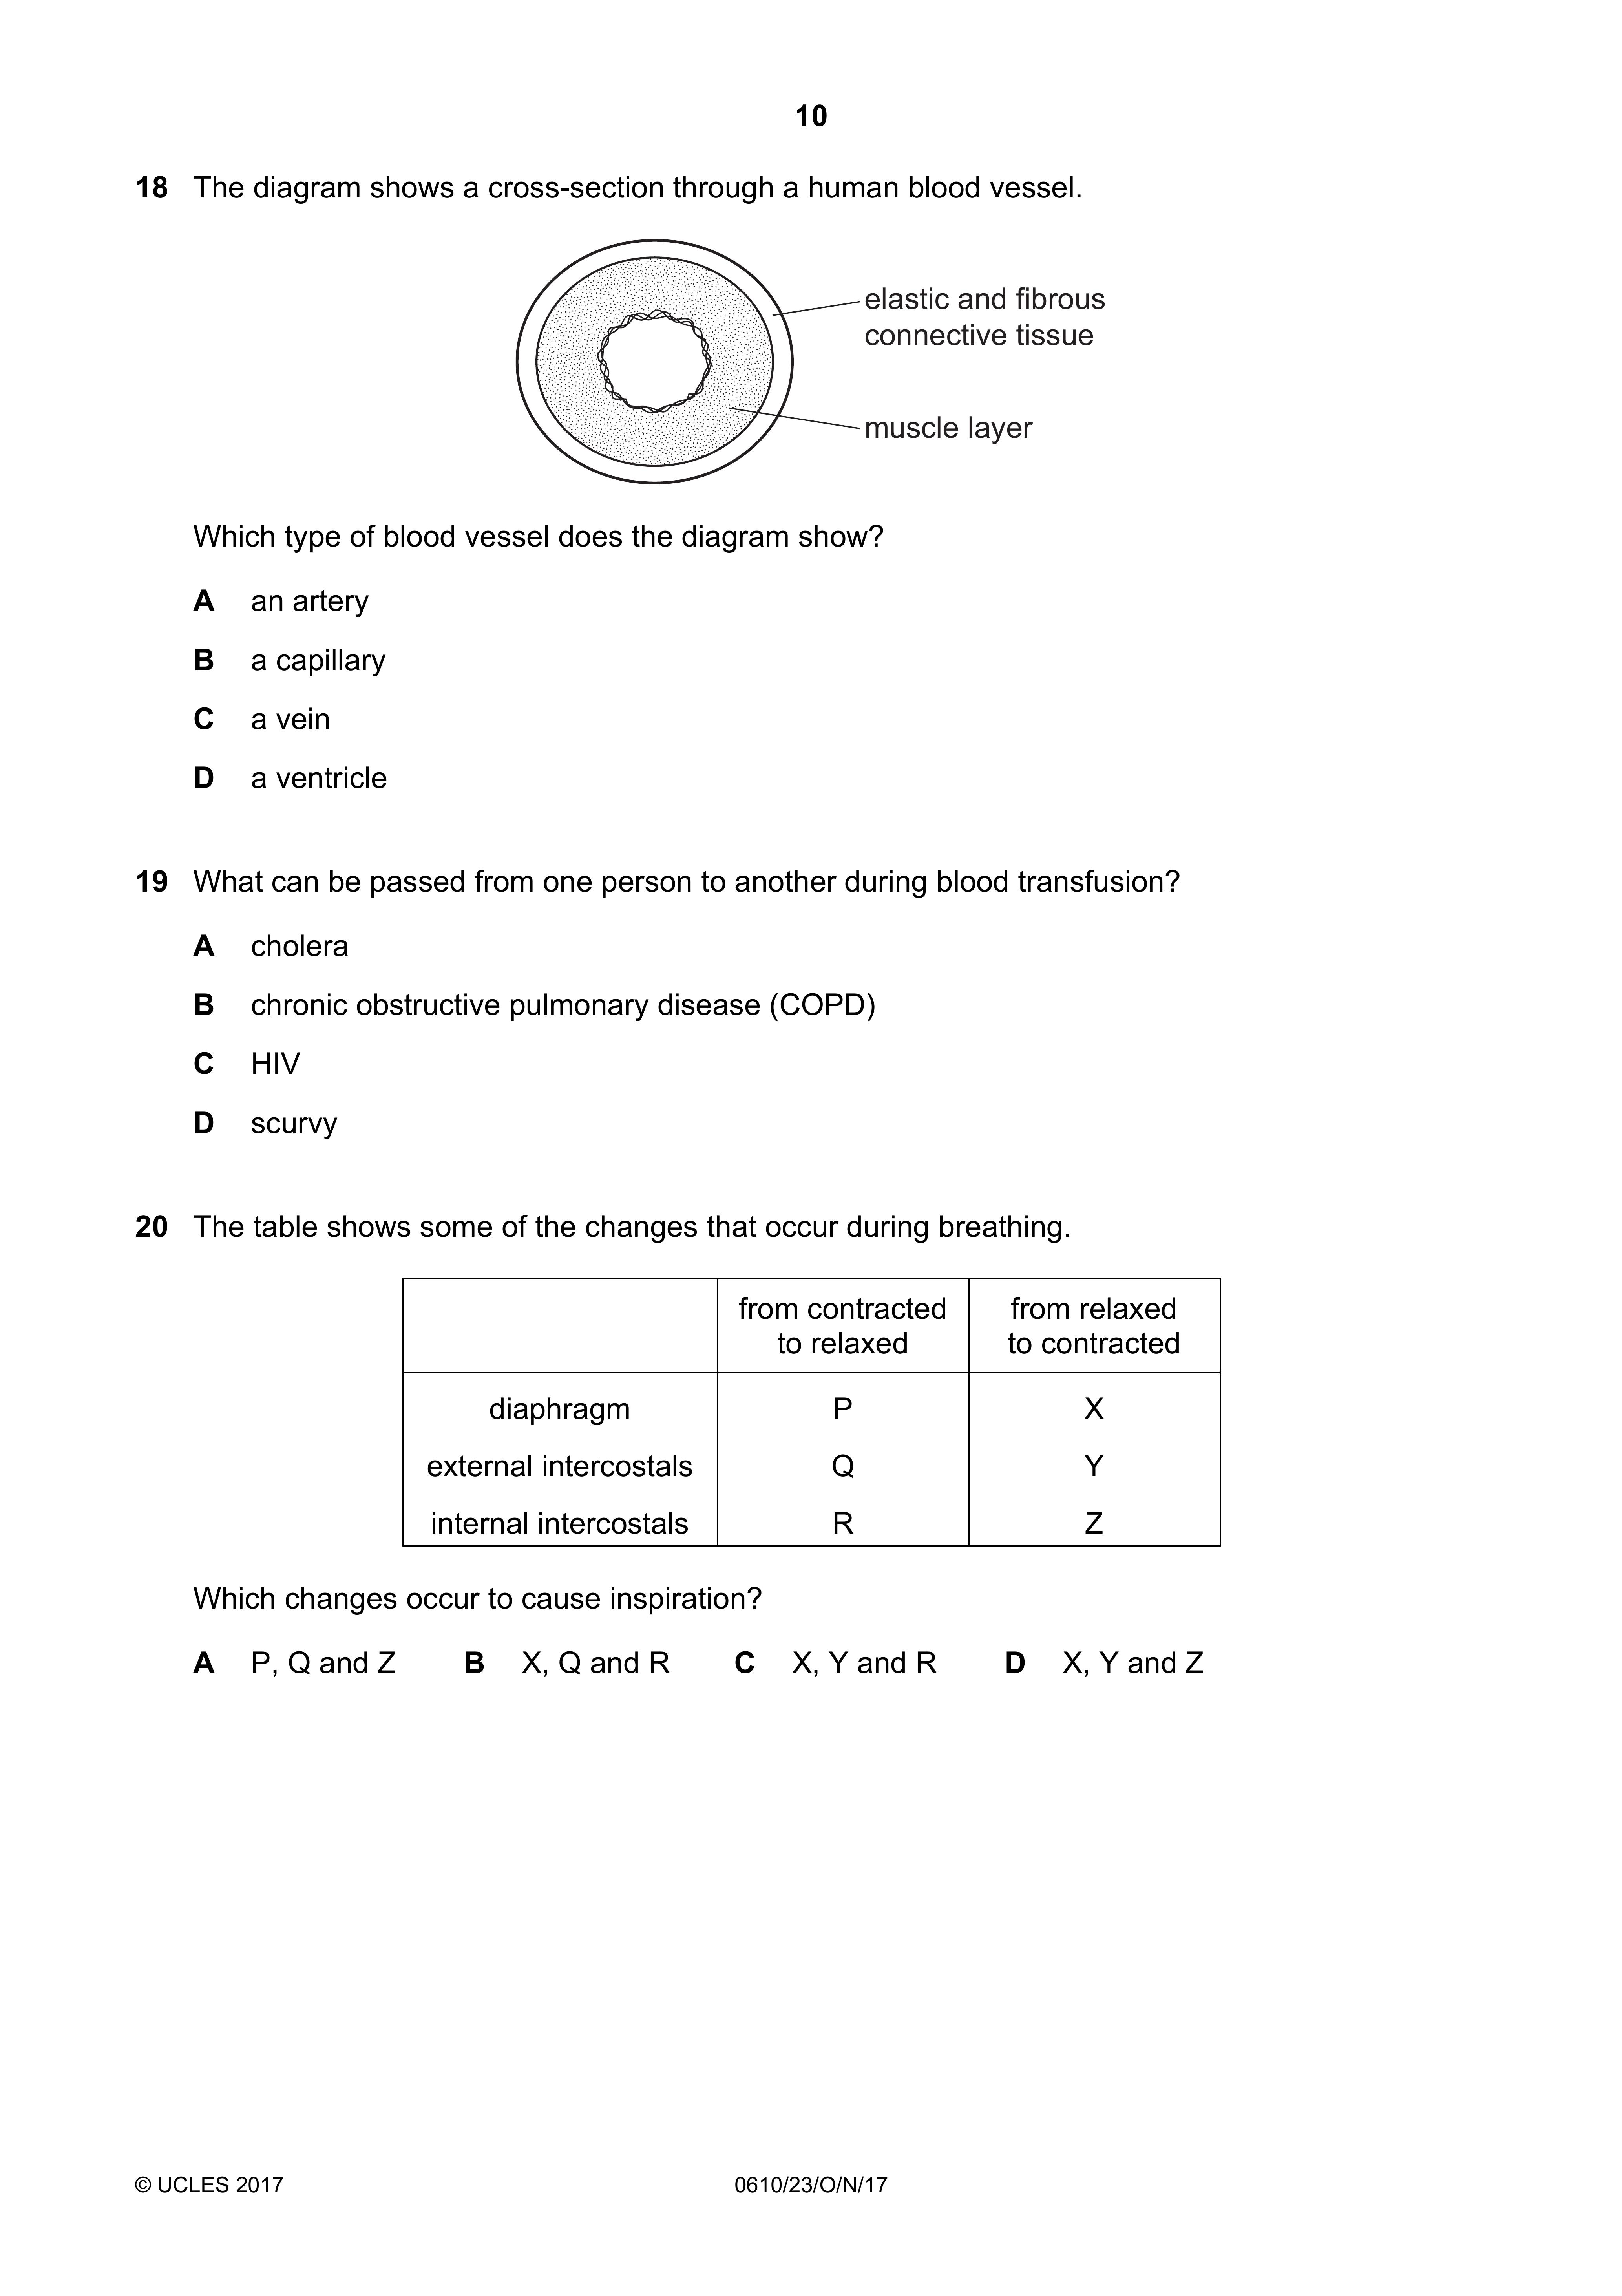 10
18 The diagram shows a cross-section through a human blood vessel.
elastic and fibrous
connective tissue
muscle layer
Which type of blood vessel does the diagram show?
A an artery
B a capillary
C a vein
D a ventricle
19 What can be passed from one person to another during blood transfusion?
A cholera
B chronic obstructive pulmonary disease (COPD)
C HIV
D scurvy
20 The table shows some of the changes that occur during breathing.
from contracted to relaxed from relaxed to contracted
diaphragm P X
external intercostals Q Y
internal intercostals R Z
Which changes occur to cause inspiration?
A P, Q and Z B X, Q and R C X, Y and R D X, Y and Z
© UCLES 2017 0610/23/O/N/17